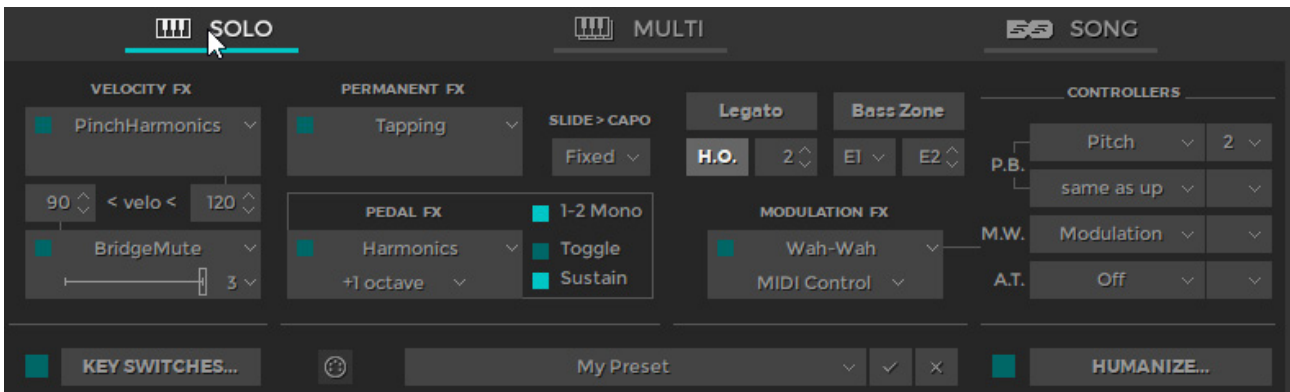 SOLO MULTI SONG
VELOCITY FX PERMANENT FX CONTROLLERS
PinchHarmonics Tapping SLIDE > CAPO Legato Bass Zone
Fixed H.O. 2 E1 E2 Pitch 2
P.B.
90 < velo < 120 same as up
PEDAL FX 1-2 Mono MODULATION FX
BridgeMute Harmonics Toggle Wah-Wah M.W. Modulation
3 +1 octave Sustain MIDI Control A.T. Off
KEY SWITCHES... My Preset HUMANIZE...